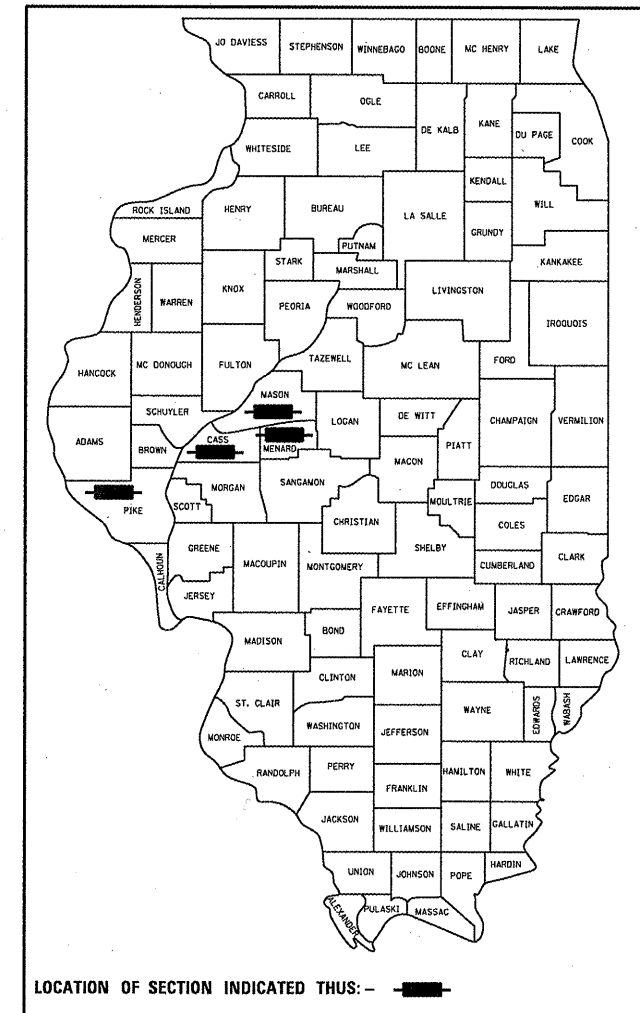 JO DAVIESS STEPHENSON WINNEBAGO BOONE MC HENRY LAKE
CARROLL OGLE DE KALB KANE DU PAGE COOK
WHITESIDE LEE
KENDALL
ROCK ISLAND HENRY BUREAU LA SALLE WILL
MERCER PUTNAM GRUNDY
STARK MARSHALL KANKAKEE
HENDERSON WARREN KNOX PEORIA WOODFORD LIVINGSTON IROQUOIS
TAZEWELL
HANCOCK MC DONOUGH FULTON MC LEAN FORD
MASON
SCHUYLER LOGAN DE WITT CHAMPAIGN VERMILION
ADAMS BROWN CASS MENARD PIATT
MACON
MORGAN SANGAMON DOUGLAS
PIKE SCOTT MOULTRIE EDGAR
CHRISTIAN COLES
GREENE MACOUPIN MONTGOMERY SHELBY
CALHOUN CUMBERLAND CLARK
JERSEY FAYETTE EFFINGHAM JASPER CRAWFORD
MADISON BOND
CLAY RICHLAND LAWRENCE
CLINTON MARION
ST. CLAIR WAYNE EDWARDS WABASH
WASHINGTON JEFFERSON
MONROE
RANDOLPH PERRY HAMILTON WHITE
FRANKLIN
JACKSON WILLIAMSON SALINE GALLATIN
UNION JOHNSON POPE HARDIN
ALEXANDER PULASKI MASSAC
LOCATION OF SECTION INDICATED THUS: –